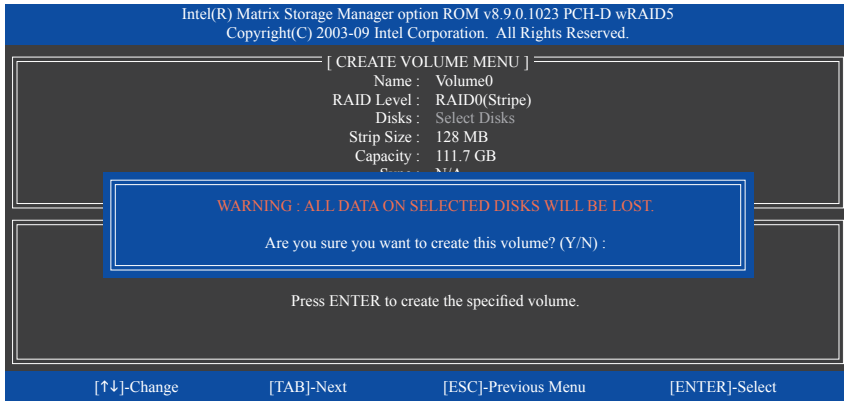 Intel(R) Matrix Storage Manager option ROM v8.9.0.1023 PCH-D wRAID5
Copyright(C) 2003-09 Intel Corporation. All Rights Reserved.
[ CREATE VOLUME MENU ]
Name : Volume0
RAID Level : RAID0(Stripe)
Disks : Select Disks
Strip Size : 128 MB
Capacity : 111.7 GB
WARNING : ALL DATA ON SELECTED DISKS WILL BE LOST.
Are you sure you want to create this volume? (Y/N) :
Press ENTER to create the specified volume.
[↑↓]-Change [TAB]-Next [ESC]-Previous Menu [ENTER]-Select